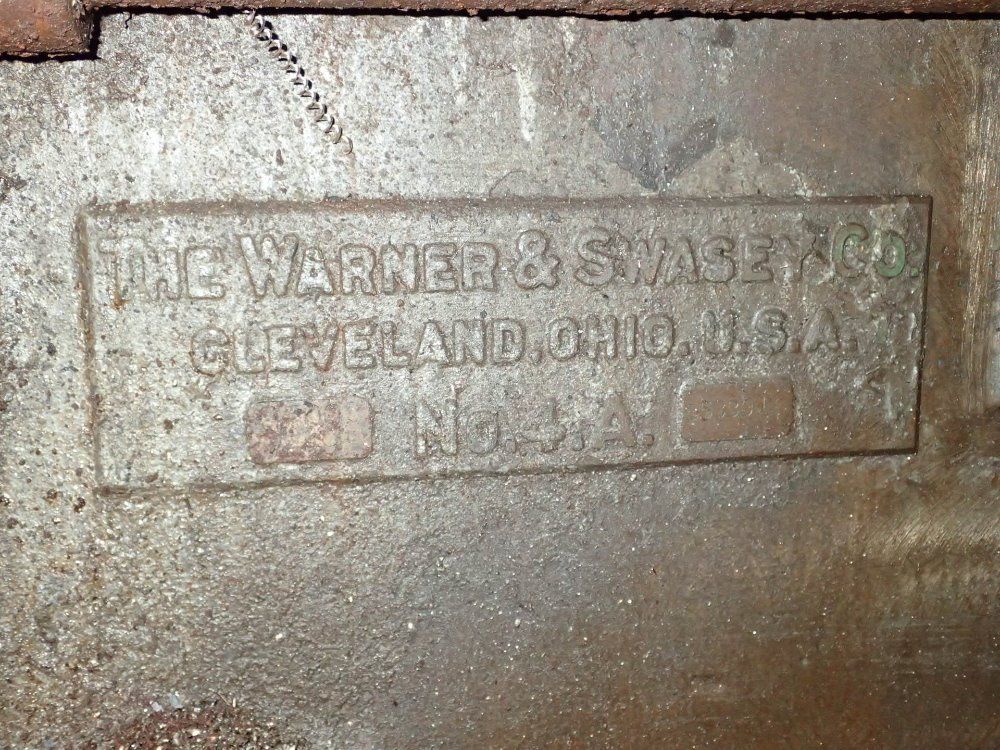 THE WARNER & SWASEY CO.
CLEVELAND, OHIO. U.S.A.
No. 4. A.